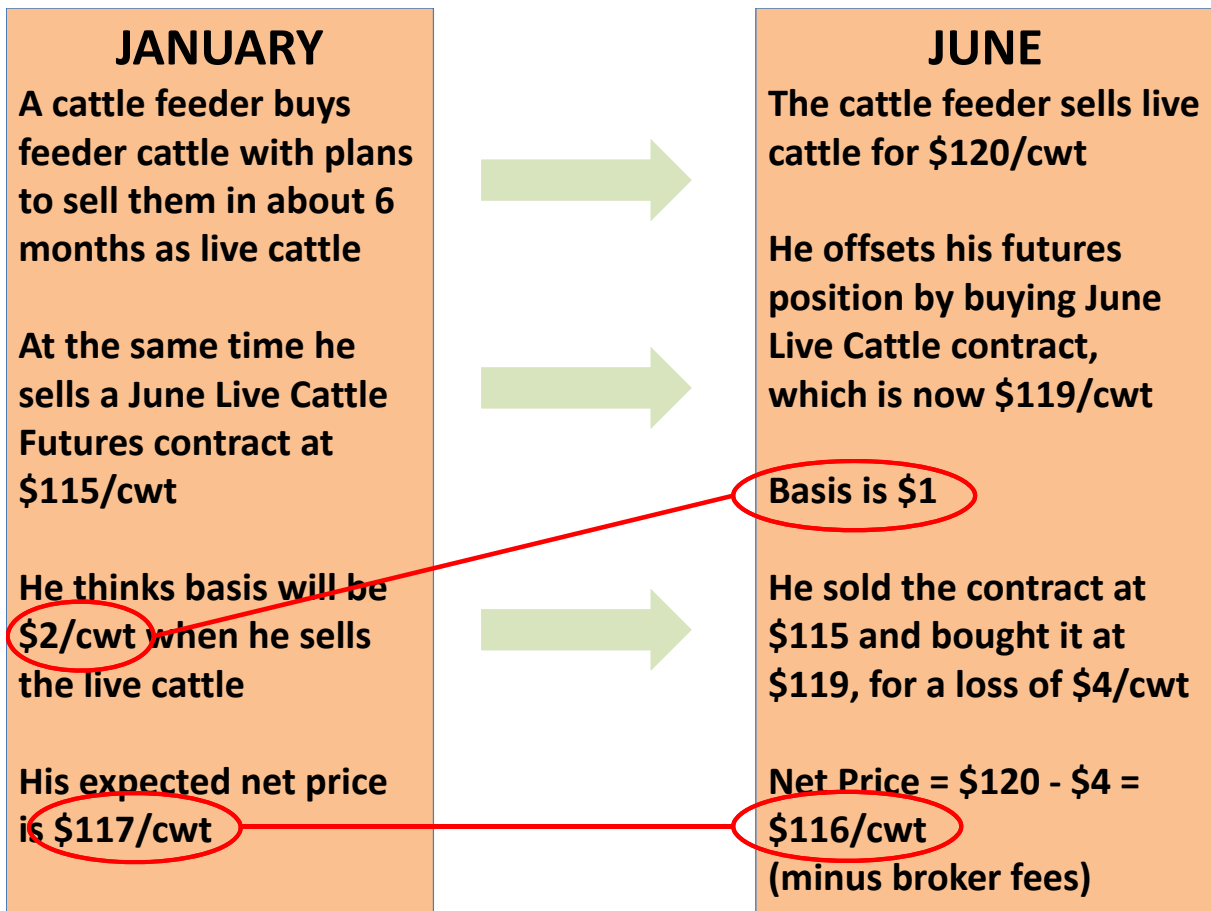 JANUARY
A cattle feeder buys
feeder cattle with plans
to sell them in about 6
months as live cattle
At the same time he
sells a June Live Cattle
Futures contract at
$115/cwt
He thinks basis will be
$2/cwt when he sells
the live cattle
His expected net price
is $117/cwt
JUNE
The cattle feeder sells live
cattle for $120/cwt
He offsets his futures
position by buying June
Live Cattle contract,
which is now $119/cwt
Basis is $1
He sold the contract at
$115 and bought it at
$119, for a loss of $4/cwt
Net Price = $120 - $4 =
$116/cwt
(minus broker fees)